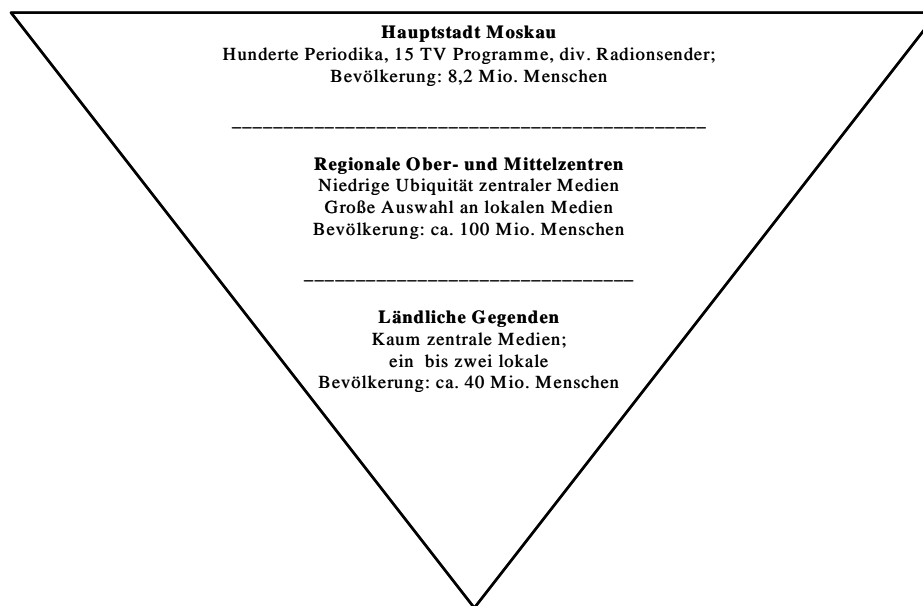 Hauptstadt Moskau
Hunderte Periodika, 15 TV Programme, div. Radionsender;
Bevölkerung: 8,2 Mio. Menschen
Regionale Ober- und Mittelzentren
Niedrige Ubiquität zentraler Medien
Große Auswahl an lokalen Medien
Bevölkerung: ca. 100 Mio. Menschen
Ländliche Gegenden
Kaum zentrale Medien;
ein bis zwei lokale
Bevölkerung: ca. 40 Mio. Menschen